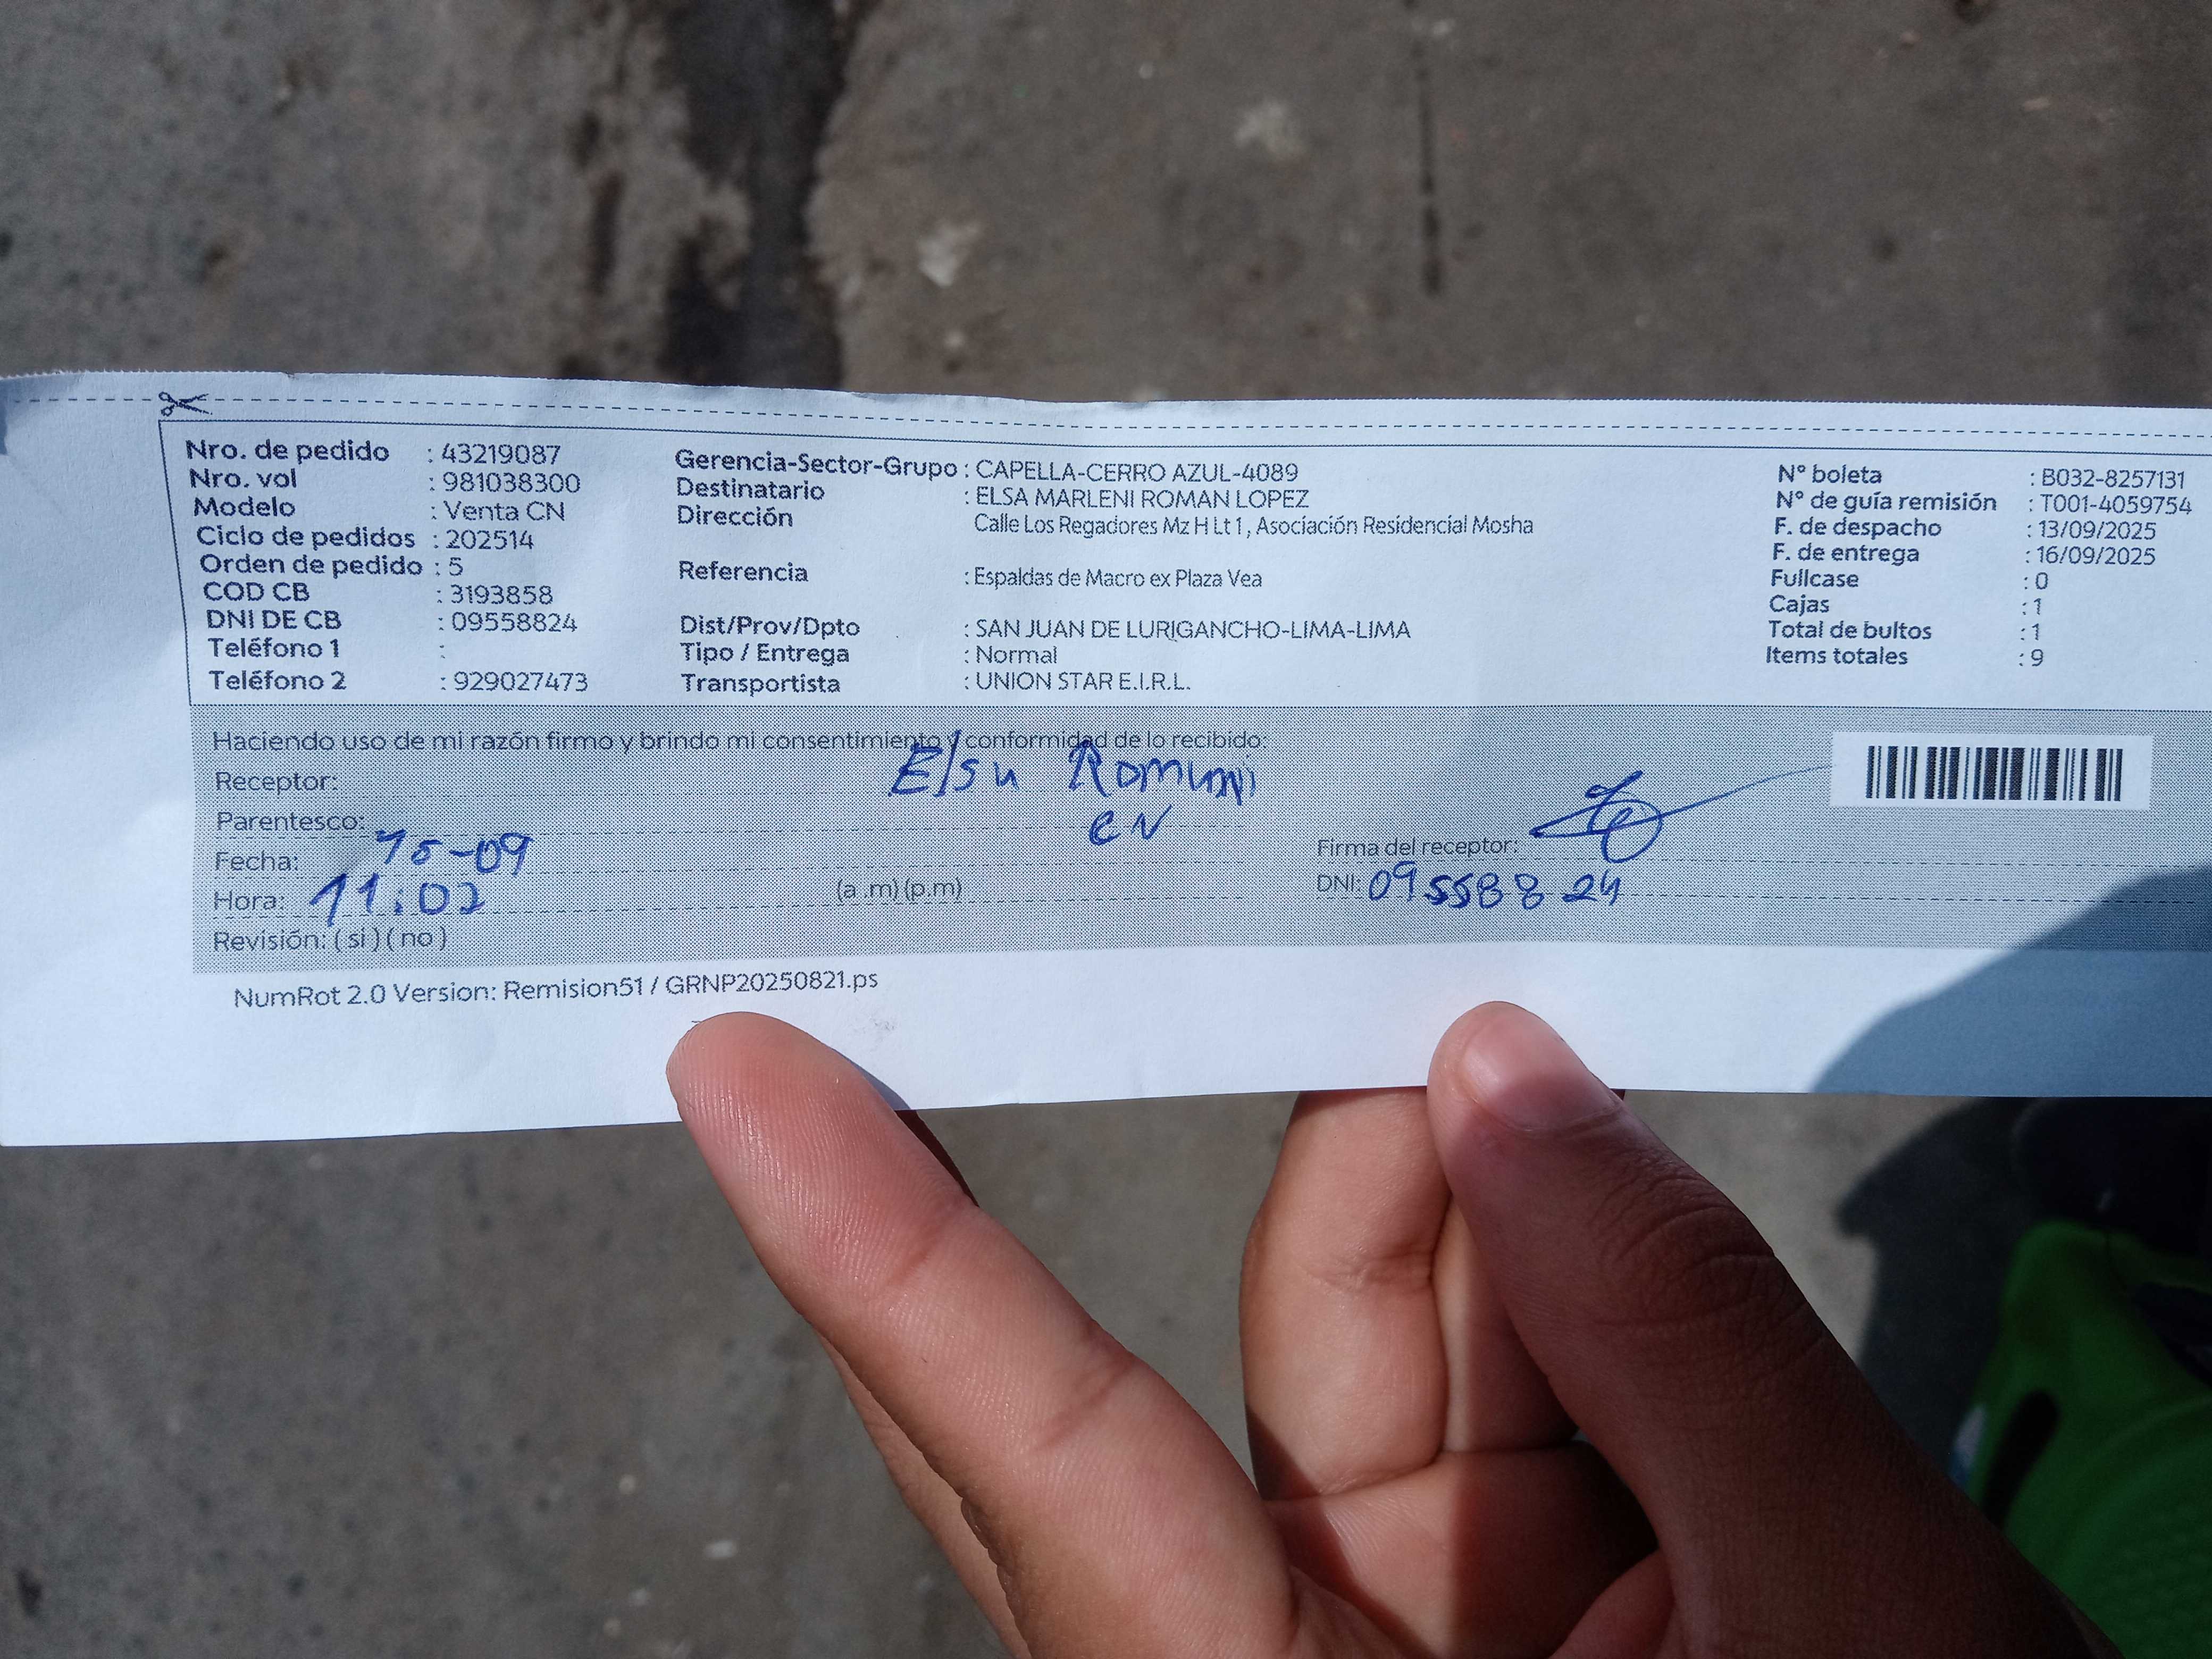 Nro. de pedido : 43219087
Nro. vol : 981038300
Modelo : Venta CN
Ciclo de pedidos : 202514
Orden de pedido : 5
COD CB : 3193858
DNI DE CB : 09558824
Teléfono 1 :
Teléfono 2 : 929027473
Gerencia-Sector-Grupo : CAPELLA-CERRO AZUL-4089
Destinatario : ELSA MARLENI ROMAN LOPEZ
Dirección Calle Los Regadores Mz H Lt 1, Asociación Residencial Mosha
Referencia : Espaldas de Macro ex Plaza Vea
Dist/Prov/Dpto : SAN JUAN DE LURIGANCHO-LIMA-LIMA
Tipo / Entrega : Normal
Transportista : UNION STAR E.I.R.L.
N° boleta : B032-8257131
N° de guía remisión : T001-4059754
F. de despacho : 13/09/2025
F. de entrega : 16/09/2025
Fullcase : 0
Cajas : 1
Total de bultos : 1
Items totales : 9
Haciendo uso de mi razón firmo y brindo mi consentimiento y conformidad de lo recibido:
Receptor: Elsa Roman
Parentesco: CN
Fecha: 15-09
Hora: 11:02 (a .m) (p.m)
Revisión: ( si ) ( no )
Firma del receptor:
DNI: 09558824
NumRot 2.0 Version: Remision51 / GRNP20250821.ps